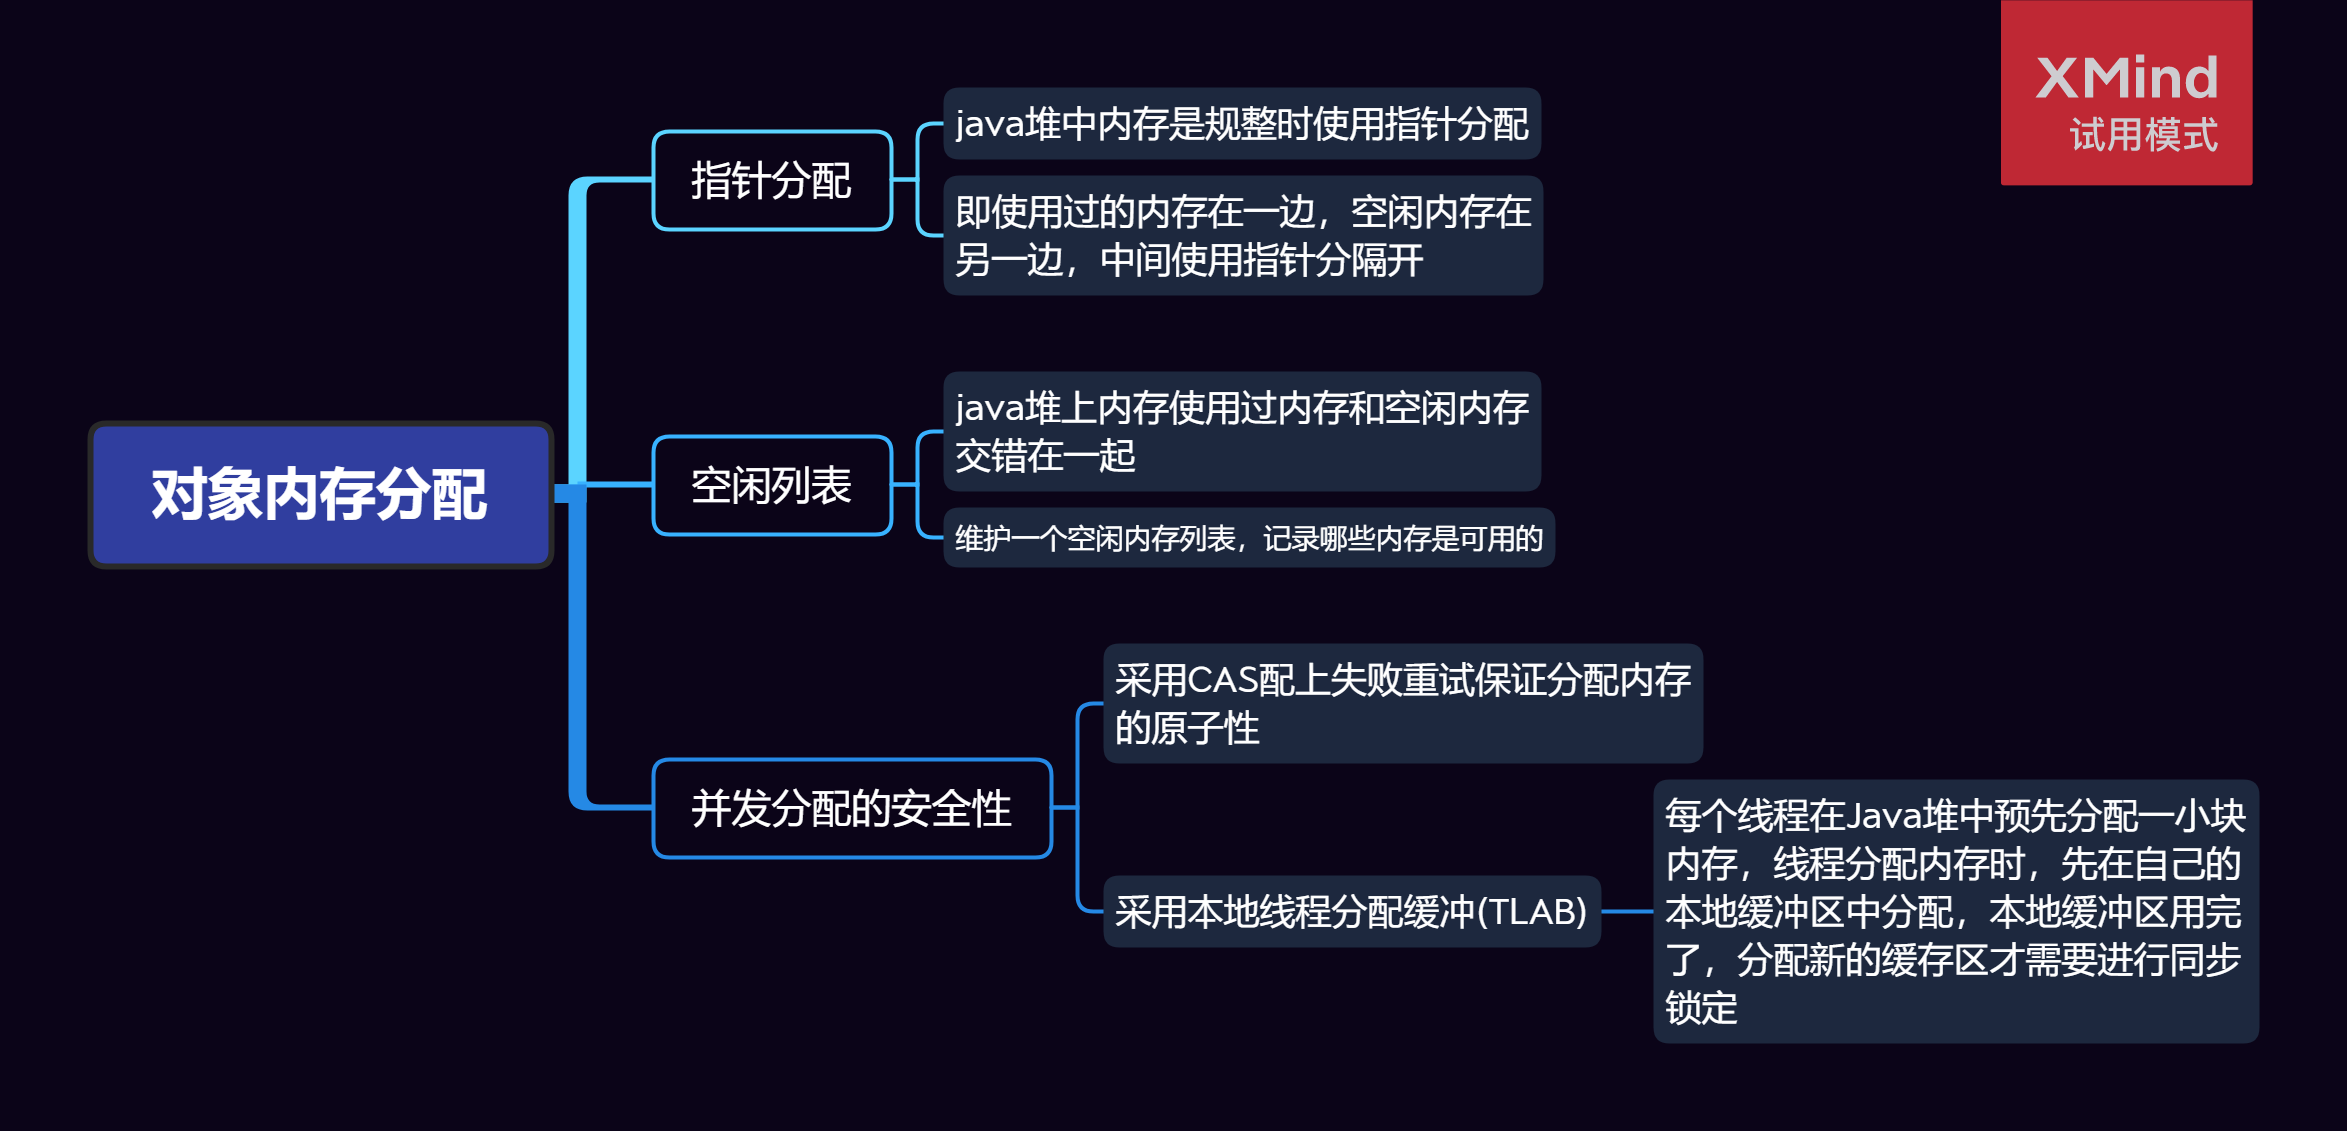 XMind
试用模式
对象内存分配
指针分配
java堆中内存是规整时使用指针分配
即使用过的内存在一边，空闲内存在
另一边，中间使用指针分隔开
空闲列表
java堆上内存使用过内存和空闲内存
交错在一起
维护一个空闲内存列表，记录哪些内存是可用的
并发分配的安全性
采用CAS配上失败重试保证分配内存
的原子性
采用本地线程分配缓冲(TLAB)
每个线程在Java堆中预先分配一小块
内存，线程分配内存时，先在自己的
本地缓冲区中分配，本地缓冲区用完
了，分配新的缓存区才需要进行同步
锁定